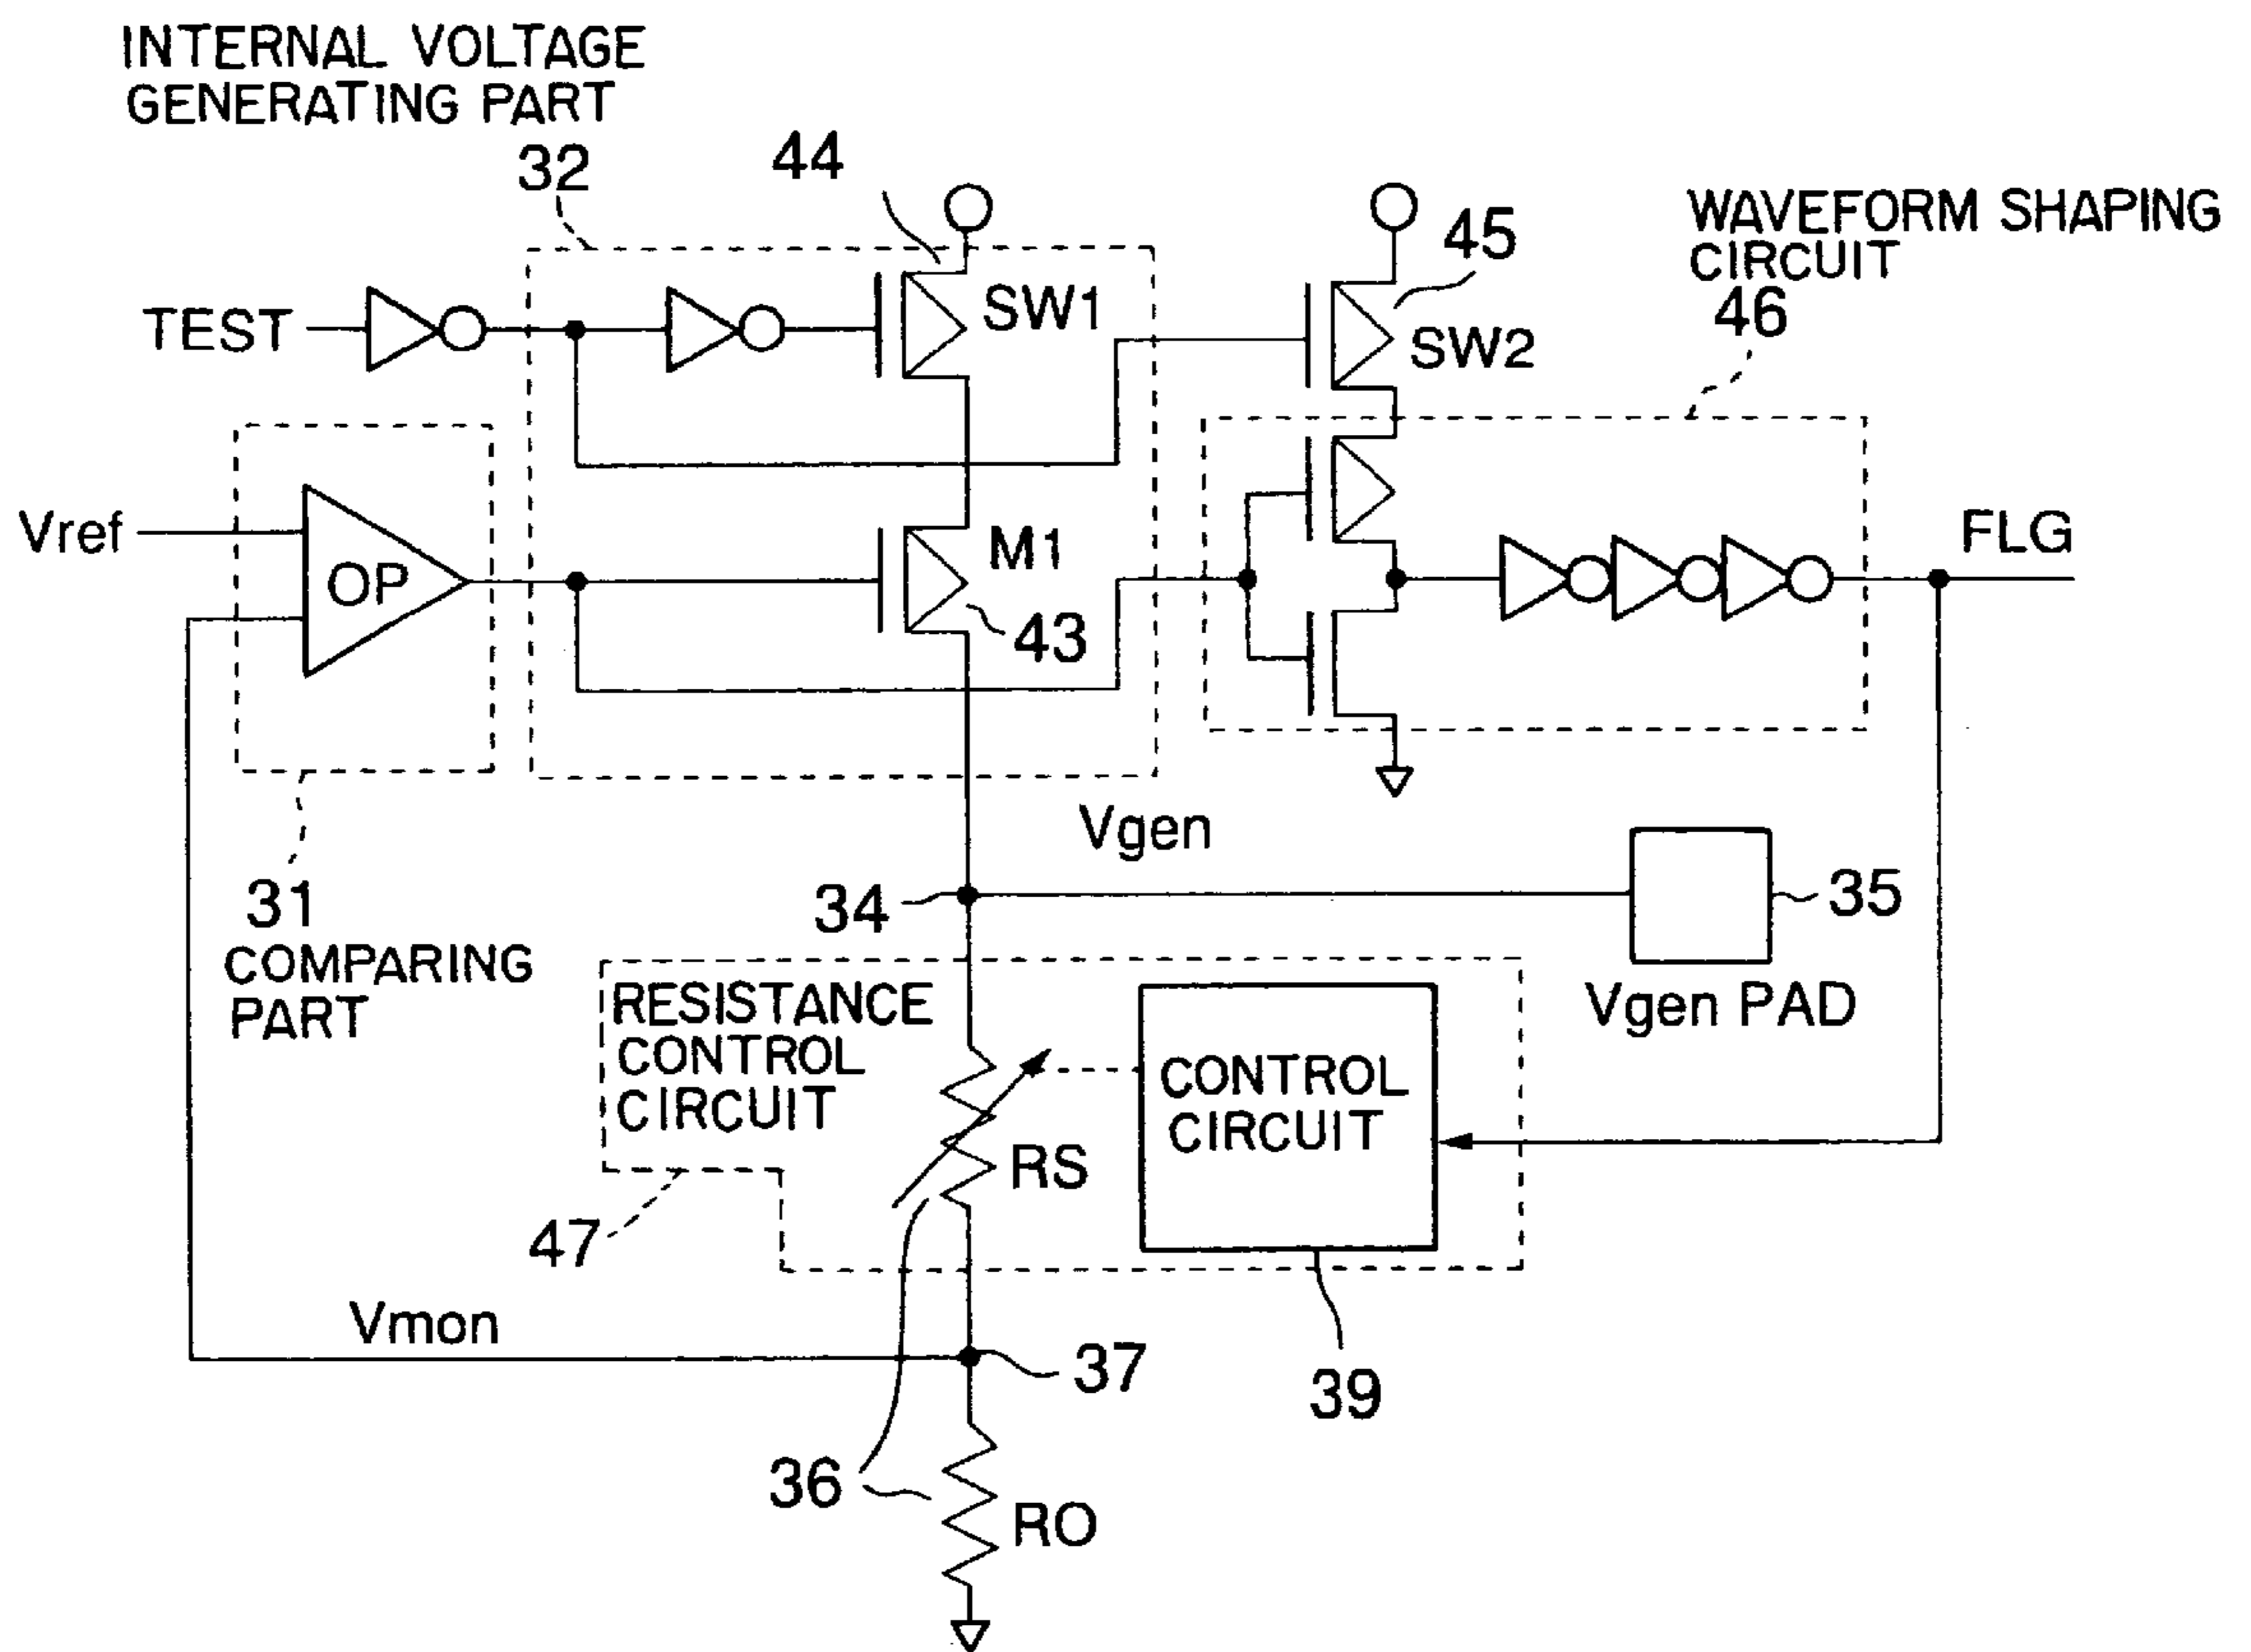 INTERNAL VOLTAGE
GENERATING PART
32
44
45
WAVEFORM SHAPING
CIRCUIT
46
TEST
SW1
SW2
Vref
OP
M1
43
FLG
Vgen
31
COMPARING
PART
34
35
Vgen PAD
RESISTANCE
CONTROL
CIRCUIT
CONTROL
CIRCUIT
RS
47
Vmon
37
39
36
RO